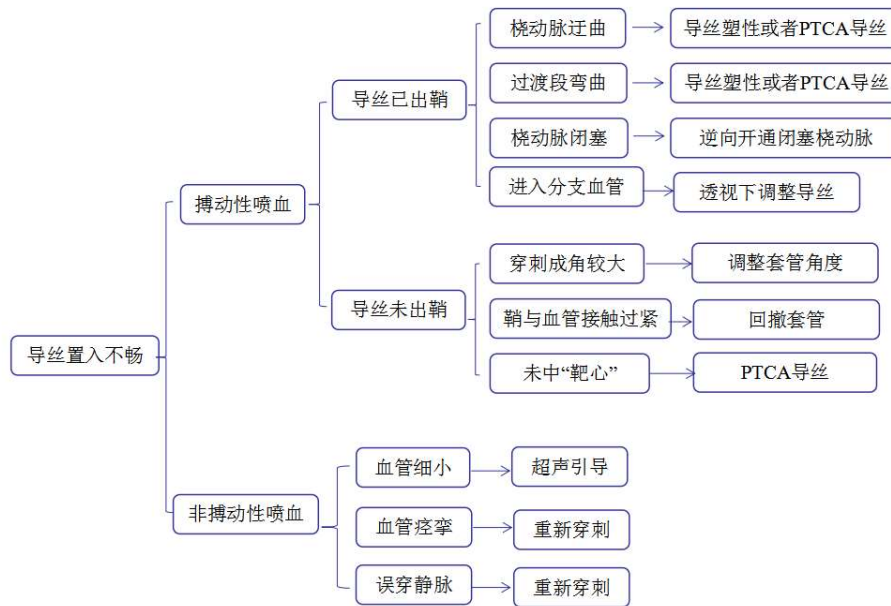 导丝置入不畅
搏动性喷血
导丝已出鞘
桡动脉迂曲
导丝塑性或者PTCA导丝
过渡段弯曲
导丝塑性或者PTCA导丝
桡动脉闭塞
逆向开通闭塞桡动脉
进入分支血管
透视下调整导丝
导丝未出鞘
穿刺成角较大
调整套管角度
鞘与血管接触过紧
回撤套管
未中“靶心”
PTCA导丝
非搏动性喷血
血管细小
超声引导
血管痉挛
重新穿刺
误穿静脉
重新穿刺